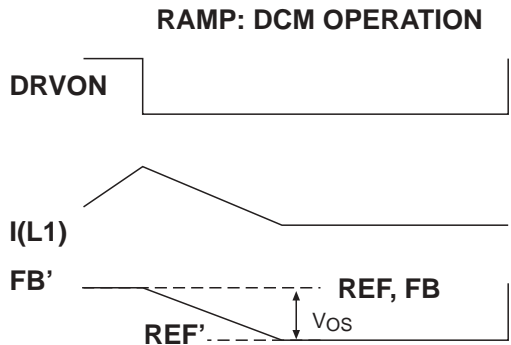 RAMP: DCM OPERATION
DRVON
I(L1)
FB’
REF, FB
VOS
REF’